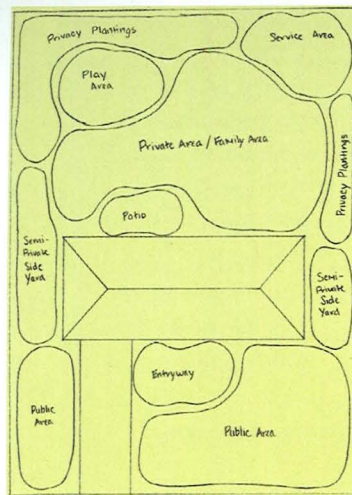 Privacy Plantings
Service Area
Play
Area
Private Area / Family Area
Privacy Plantings
Patio
Semi-
Private
Side
Yard
Semi-
Private
Side
Yard
Entryway
Public
Area
Public Area